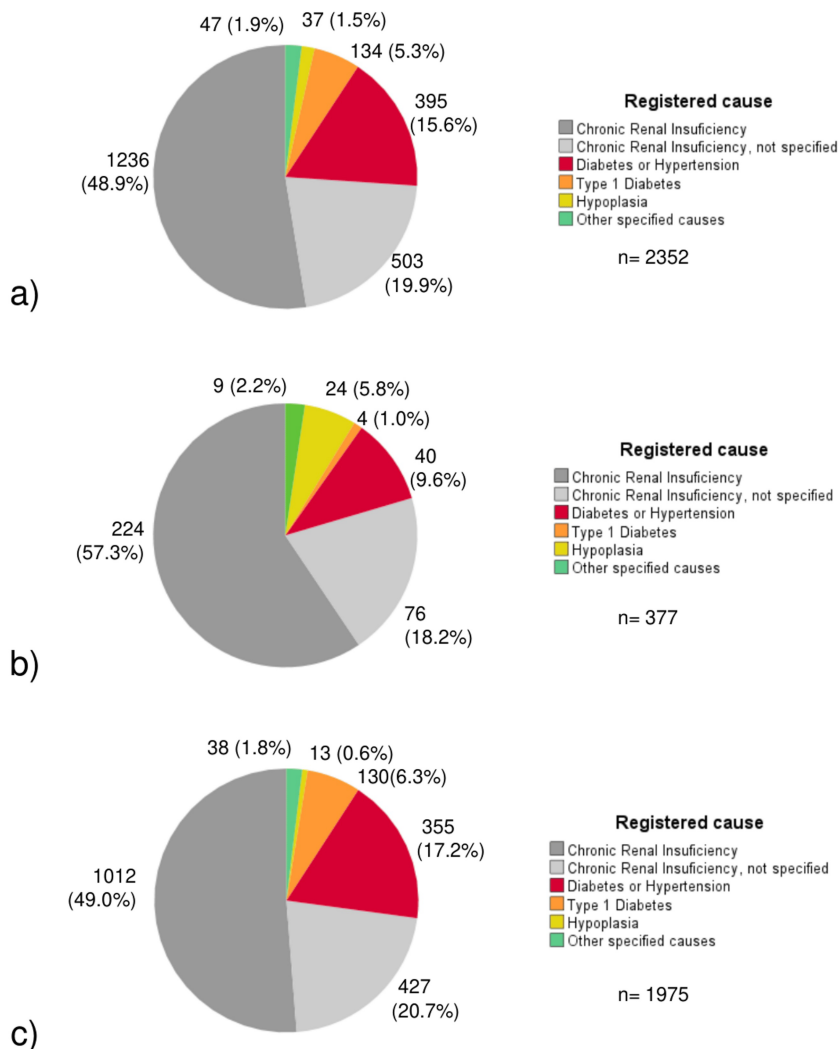 47 (1.9%)
37 (1.5%)
134 (5.3%)
395
(15.6%)
1236
(48.9%)
503
(19.9%)
Registered cause
Chronic Renal Insuficiency
Chronic Renal Insuficiency, not specified
Diabetes or Hypertension
Type 1 Diabetes
Hypoplasia
Other specified causes
n= 2352
a)
9 (2.2%)
24 (5.8%)
4 (1.0%)
40
(9.6%)
224
(57.3%)
76
(18.2%)
Registered cause
Chronic Renal Insuficiency
Chronic Renal Insuficiency, not specified
Diabetes or Hypertension
Type 1 Diabetes
Hypoplasia
Other specified causes
n= 377
b)
38 (1.8%)
13 (0.6%)
130(6.3%)
355
(17.2%)
1012
(49.0%)
427
(20.7%)
Registered cause
Chronic Renal Insuficiency
Chronic Renal Insuficiency, not specified
Diabetes or Hypertension
Type 1 Diabetes
Hypoplasia
Other specified causes
n= 1975
c)